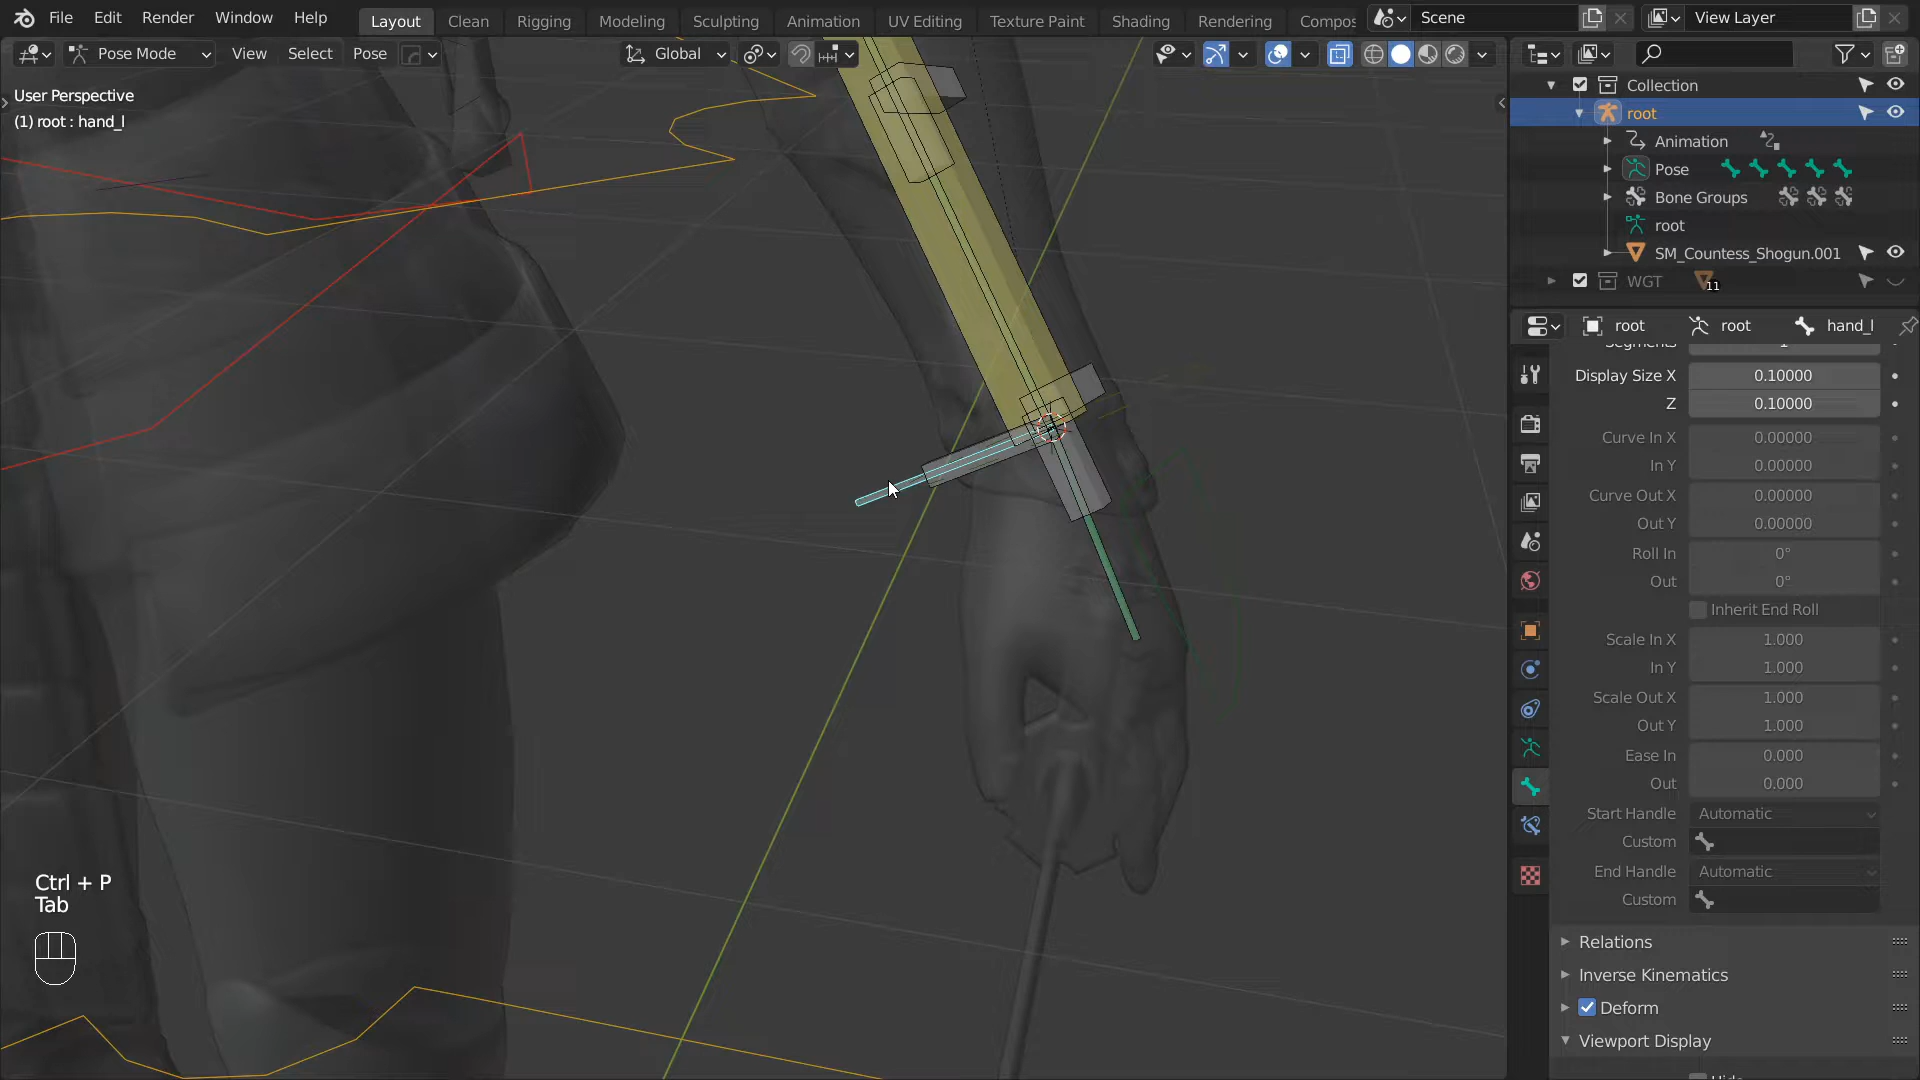 File Edit Render Window Help Layout Clean Rigging Modeling Sculpting Animation UV Editing Texture Paint Shading Rendering Compos Scene View Layer
Pose Mode View Select Pose Global
User Perspective
(1) root : hand_l
Collection
root
Animation
Pose
Bone Groups
root
SM_Countess_Shogun.001
WGT 11
root root hand_l
Segments 1
Display Size X 0.10000
Z 0.10000
Curve In X 0.00000
In Y 0.00000
Curve Out X 0.00000
Out Y 0.00000
Roll In 0°
Out 0°
Inherit End Roll
Scale In X 1.000
In Y 1.000
Scale Out X 1.000
Out Y 1.000
Ease In 0.000
Out 0.000
Start Handle Automatic
Custom
End Handle Automatic
Custom
Relations
Inverse Kinematics
Deform
Viewport Display
Hide
Ctrl + P
Tab